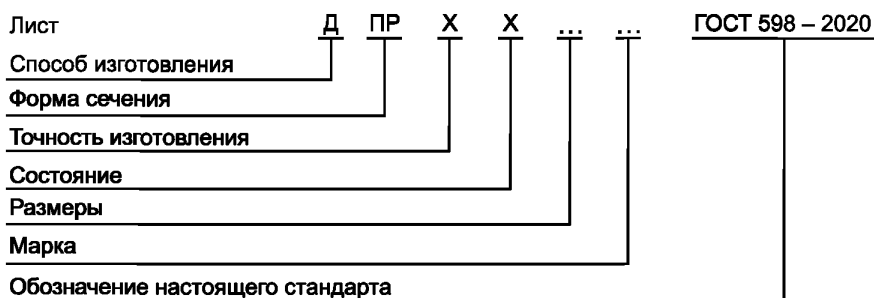 Лист Д ПР Х Х ... ... ГОСТ 598 – 2020
Способ изготовления
Форма сечения
Точность изготовления
Состояние
Размеры
Марка
Обозначение настоящего стандарта